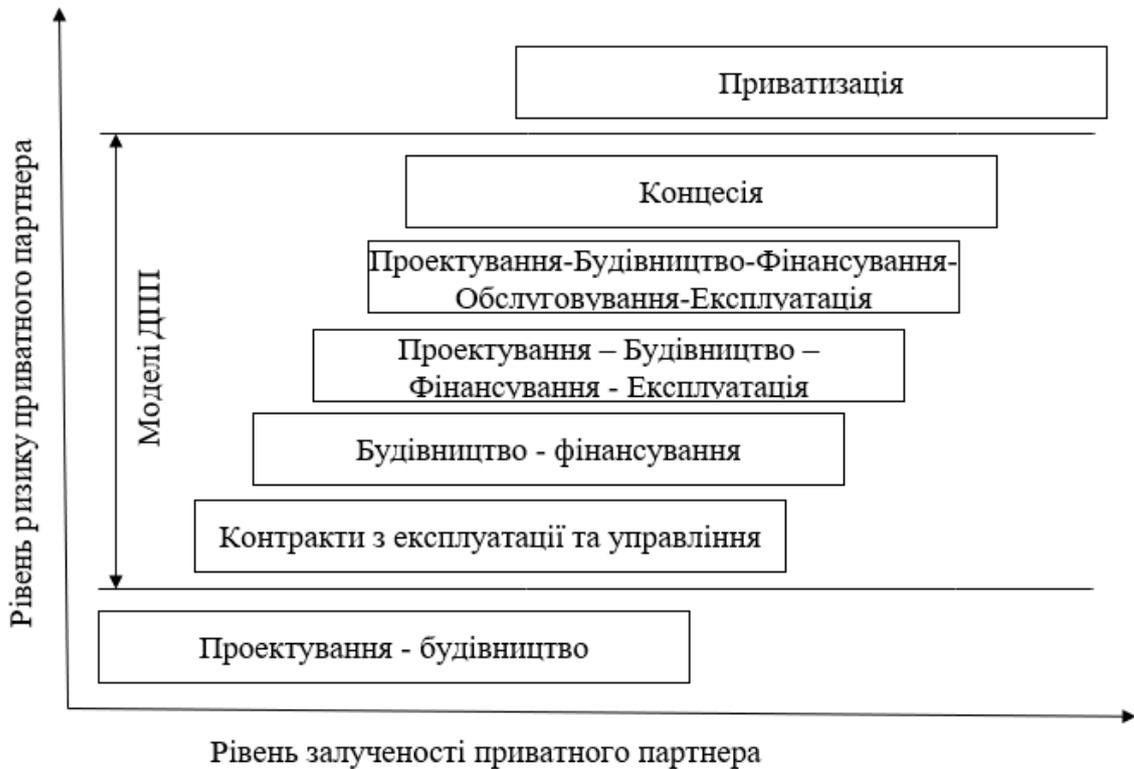 Приватизація
Концесія
Проектування-Будівництво-Фінансування-
Обслуговування-Експлуатація
Проектування – Будівництво –
Фінансування - Експлуатація
Будівництво - фінансування
Контракти з експлуатації та управління
Проектування - будівництво
Моделі ДПП
Рівень ризику приватного партнера
Рівень залученості приватного партнера